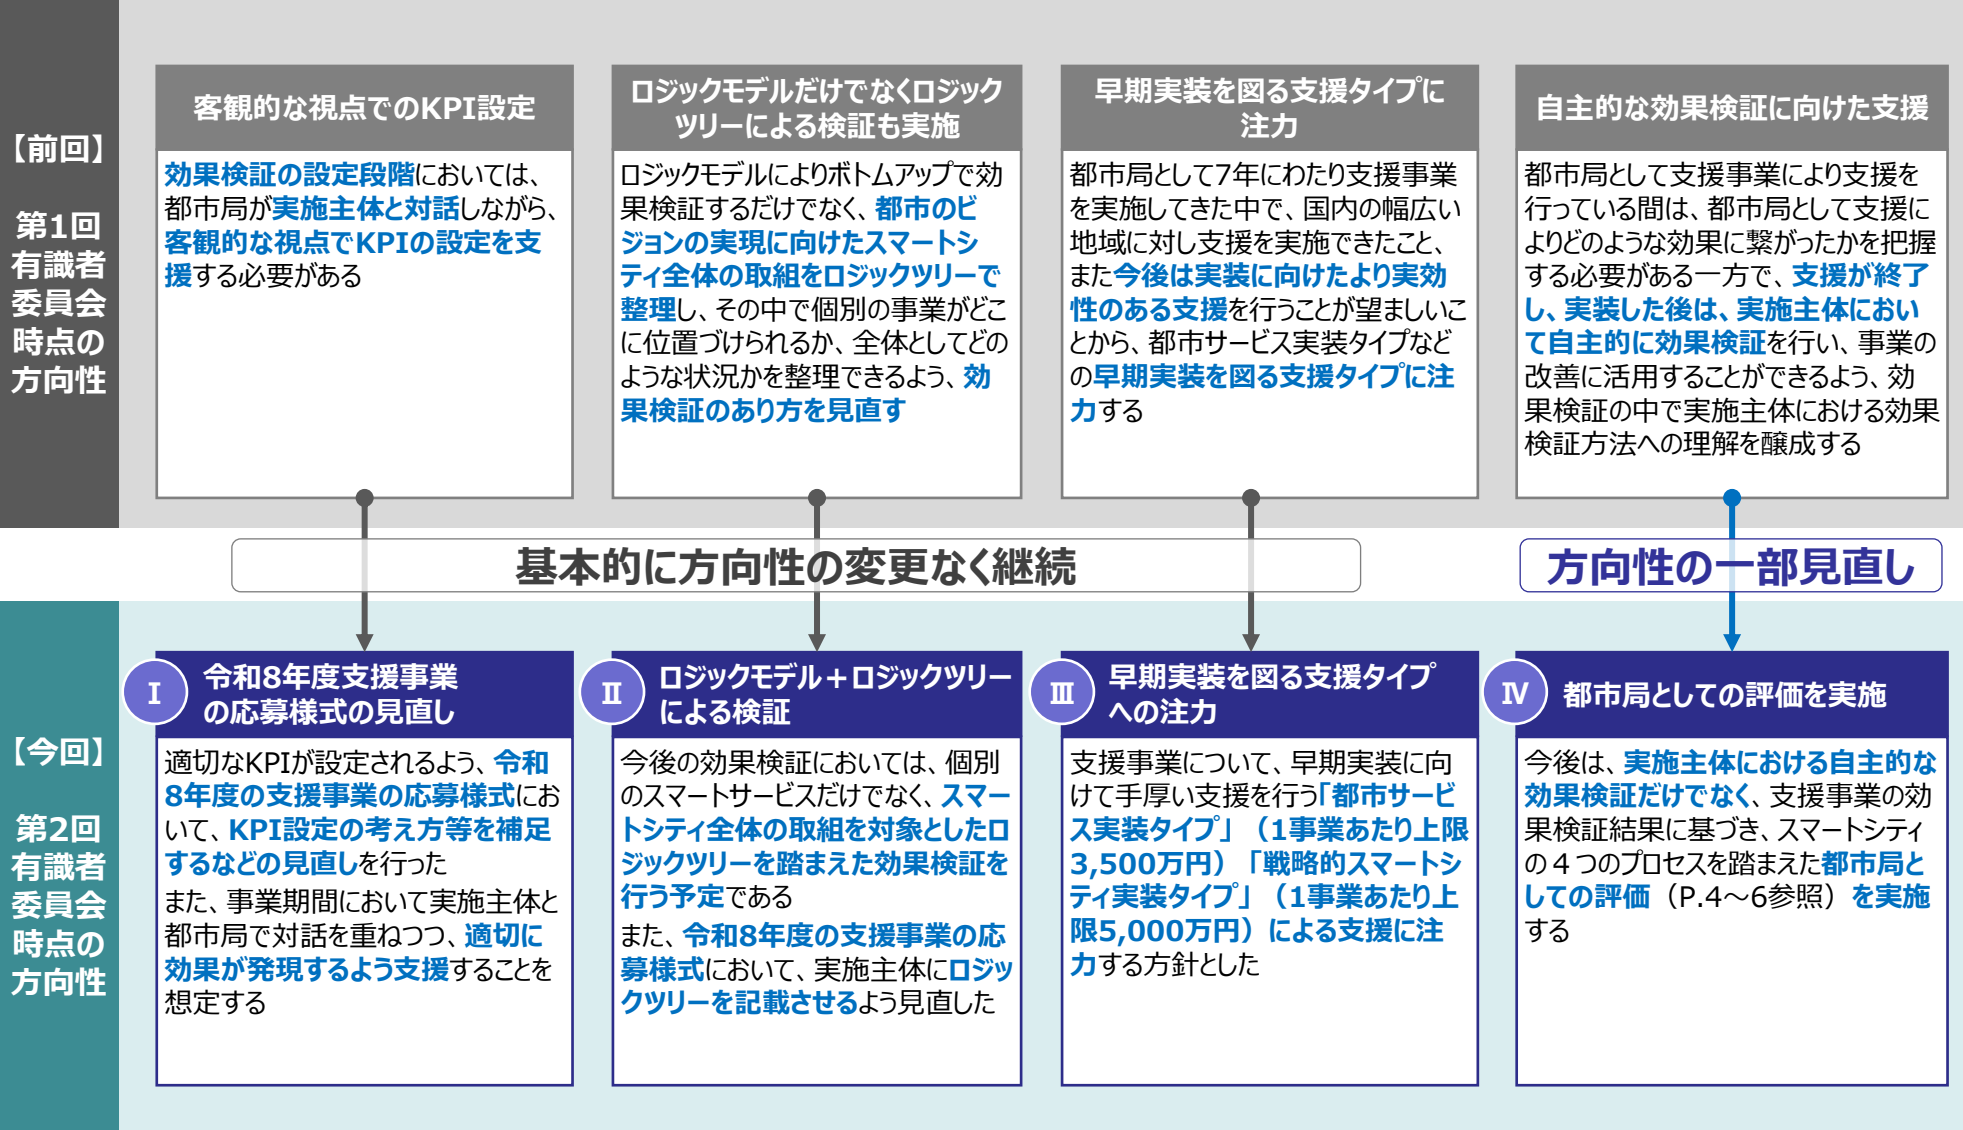 【前回】
第1回
有識者
委員会
時点の
方向性
客観的な視点でのKPI設定
効果検証の設定段階においては、
都市局が実施主体と対話しながら、
客観的な視点でKPIの設定を支
援する必要がある
ロジックモデルだけでなくロジック
ツリーによる検証も実施
ロジックモデルによりボトムアップで効
果検証するだけでなく、都市のビ
ジョンの実現に向けたスマートシ
ティ全体の取組をロジックツリーで
整理し、その中で個別の事業がどこ
に位置づけられるか、全体としてどの
ような状況かを整理できるよう、効
果検証のあり方を見直す
早期実装を図る支援タイプに
注力
都市局として7年にわたり支援事業
を実施してきた中で、国内の幅広い
地域に対し支援を実施できたこと、
また今後は実装に向けたより実効
性のある支援を行うことが望ましいこ
とから、都市サービス実装タイプなど
の早期実装を図る支援タイプに注
力する
自主的な効果検証に向けた支援
都市局として支援事業により支援を
行っている間は、都市局として支援に
よりどのような効果に繋がったかを把握
する必要がある一方で、支援が終了
し、実装した後は、実施主体におい
て自主的に効果検証を行い、事業の
改善に活用することができるよう、効
果検証の中で実施主体における効果
検証方法への理解を醸成する
基本的に方向性の変更なく継続
方向性の一部見直し
【今回】
第2回
有識者
委員会
時点の
方向性
Ⅰ
令和8年度支援事業
の応募様式の見直し
適切なKPIが設定されるよう、令和
8年度の支援事業の応募様式にお
いて、KPI設定の考え方等を補足
するなどの見直しを行った
また、事業期間において実施主体と
都市局で対話を重ねつつ、適切に
効果が発現するよう支援することを
想定する
Ⅱ
ロジックモデル＋ロジックツリー
による検証
今後の効果検証においては、個別
のスマートサービスだけでなく、スマー
トシティ全体の取組を対象としたロ
ジックツリーを踏まえた効果検証を
行う予定である
また、令和8年度の支援事業の応
募様式において、実施主体にロジッ
クツリーを記載させるよう見直した
Ⅲ
早期実装を図る支援タイプ
への注力
支援事業について、早期実装に向
けて手厚い支援を行う「都市サービ
ス実装タイプ」（1事業あたり上限
3,500万円）「戦略的スマートシ
ティ実装タイプ」（1事業あたり上
限5,000万円）による支援に注
力する方針とした
Ⅳ
都市局としての評価を実施
今後は、実施主体における自主的な
効果検証だけでなく、支援事業の効
果検証結果に基づき、スマートシティ
の４つのプロセスを踏まえた都市局と
しての評価（P.4～6参照）を実施
する